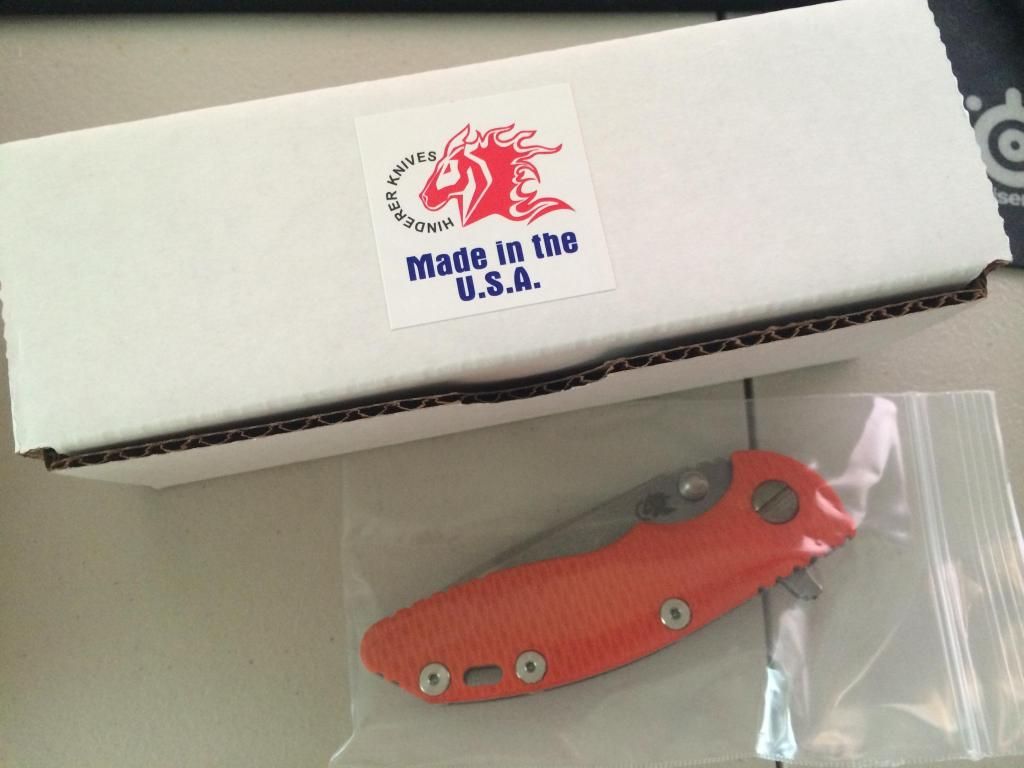 HINDERER KNIVES
Made in the
U.S.A.